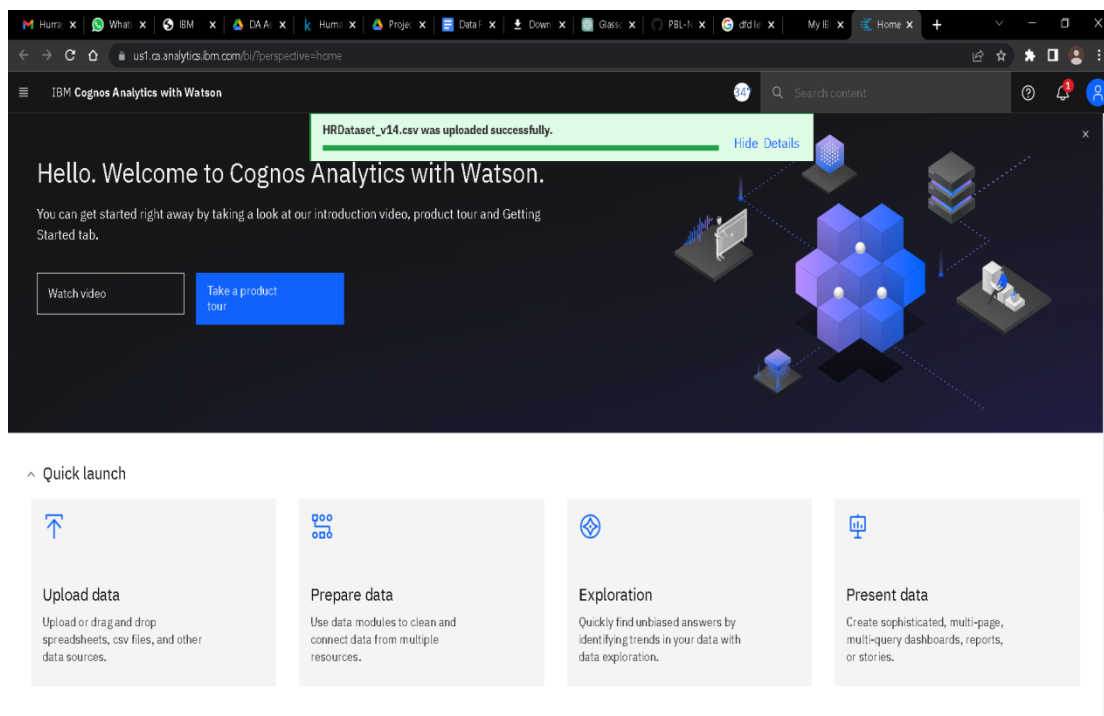 Hurra
Whats
IBM
DA As
Huma
Projec
Data F
Down
Glassd
PBL-N
dfd le
My IB
Home
us1.ca.analytics.ibm.com/bi/?perspective=home
IBM Cognos Analytics with Watson
34°
Search content
1
HRDataset_v14.csv was uploaded successfully.
Hide Details
Hello. Welcome to Cognos Analytics with Watson.
You can get started right away by taking a look at our introduction video, product tour and Getting
Started tab.
Watch video
Take a product
tour
Quick launch
Upload data
Upload or drag and drop
spreadsheets, csv files, and other
data sources.
Prepare data
Use data modules to clean and
connect data from multiple
resources.
Exploration
Quickly find unbiased answers by
identifying trends in your data with
data exploration.
Present data
Create sophisticated, multi-page,
multi-query dashboards, reports,
or stories.